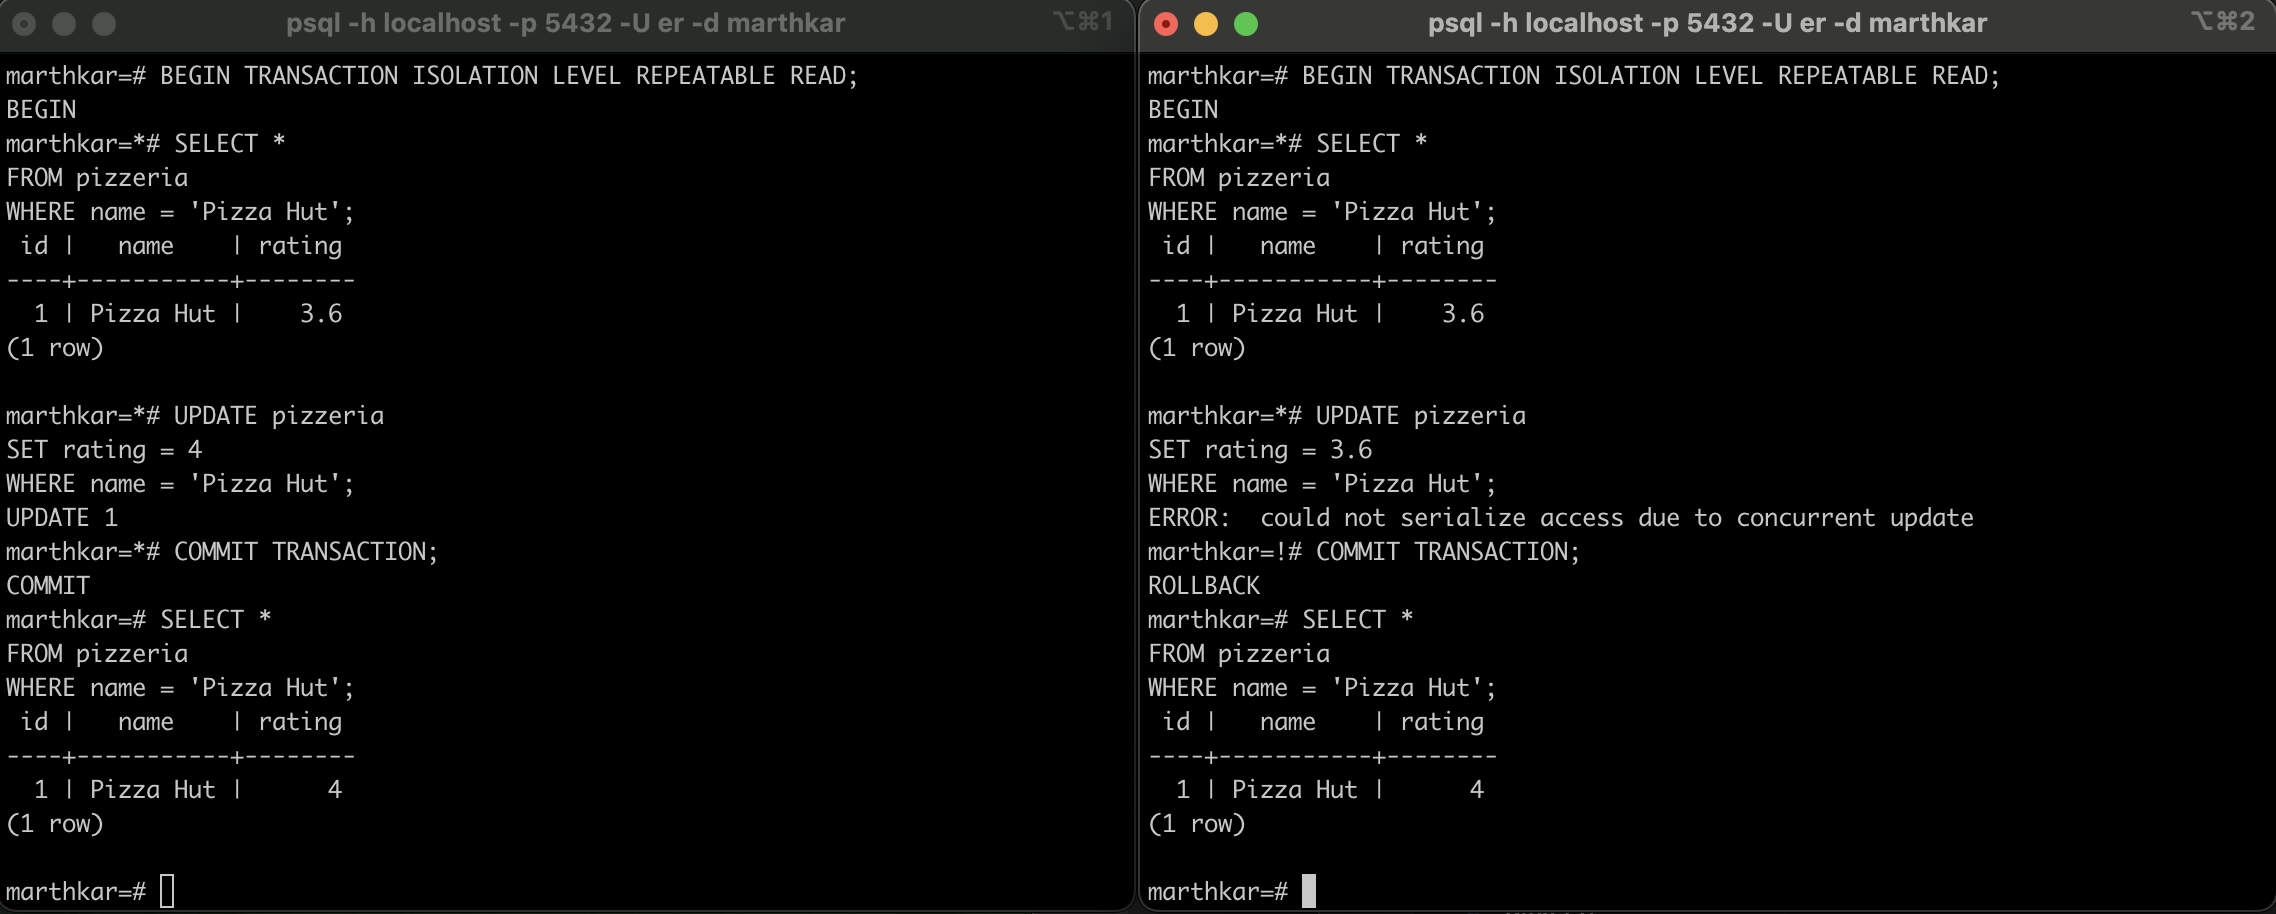 psql -h localhost -p 5432 -U er -d marthkar
⌥⌘1
marthkar=# BEGIN TRANSACTION ISOLATION LEVEL REPEATABLE READ;
BEGIN
marthkar=*# SELECT *
FROM pizzeria
WHERE name = 'Pizza Hut';
 id |   name    | rating
----+-----------+--------
  1 | Pizza Hut |    3.6
(1 row)
marthkar=*# UPDATE pizzeria
SET rating = 4
WHERE name = 'Pizza Hut';
UPDATE 1
marthkar=*# COMMIT TRANSACTION;
COMMIT
marthkar=# SELECT *
FROM pizzeria
WHERE name = 'Pizza Hut';
 id |   name    | rating
----+-----------+--------
  1 | Pizza Hut |      4
(1 row)
marthkar=#
psql -h localhost -p 5432 -U er -d marthkar
⌥⌘2
marthkar=# BEGIN TRANSACTION ISOLATION LEVEL REPEATABLE READ;
BEGIN
marthkar=*# SELECT *
FROM pizzeria
WHERE name = 'Pizza Hut';
 id |   name    | rating
----+-----------+--------
  1 | Pizza Hut |    3.6
(1 row)
marthkar=*# UPDATE pizzeria
SET rating = 3.6
WHERE name = 'Pizza Hut';
ERROR:  could not serialize access due to concurrent update
marthkar=!# COMMIT TRANSACTION;
ROLLBACK
marthkar=# SELECT *
FROM pizzeria
WHERE name = 'Pizza Hut';
 id |   name    | rating
----+-----------+--------
  1 | Pizza Hut |      4
(1 row)
marthkar=#